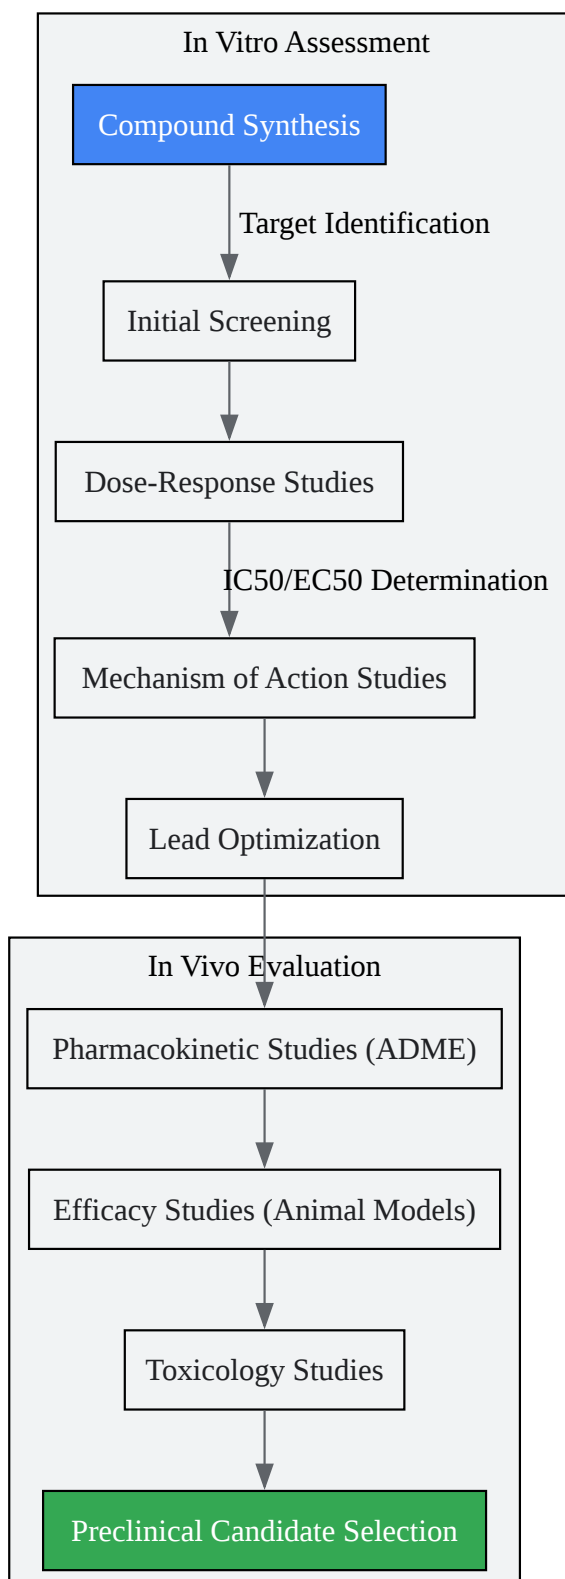 In Vitro Assessment
Compound Synthesis
Target Identification
Initial Screening
Dose-Response Studies
IC50/EC50 Determination
Mechanism of Action Studies
Lead Optimization
In Vivo Evaluation
Pharmacokinetic Studies (ADME)
Efficacy Studies (Animal Models)
Toxicology Studies
Preclinical Candidate Selection